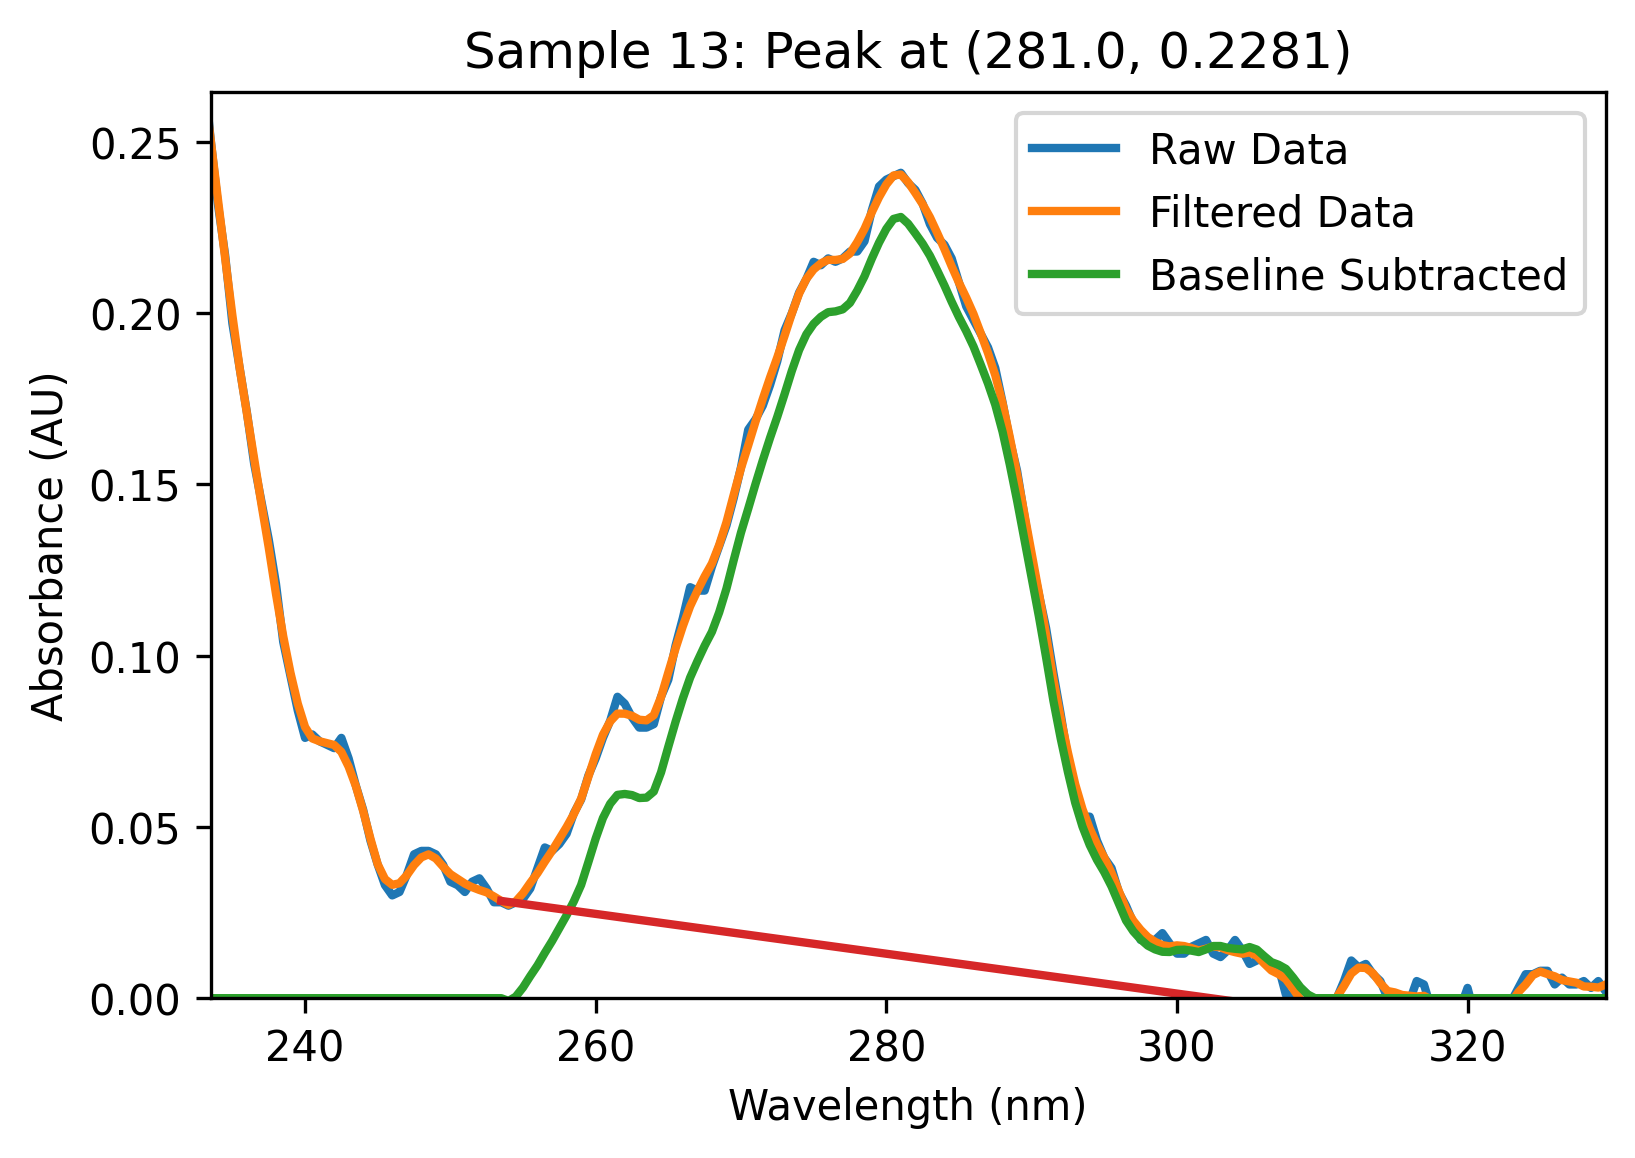 Sample 13: Peak at (281.0, 0.2281)
Raw Data
Filtered Data
Baseline Subtracted
Absorbance (AU)
0.25
0.20
0.15
0.10
0.05
0.00
240 260 280 300 320
Wavelength (nm)